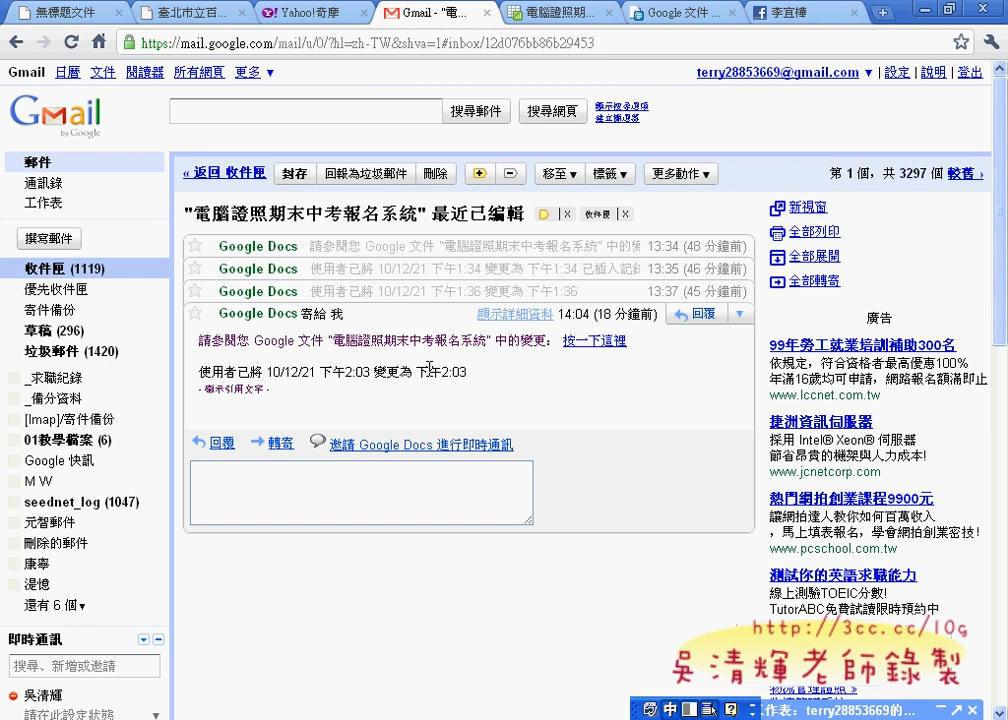 無標題文件
臺北市立百...
Yahoo!奇摩
Gmail - "電...
電腦證照期...
Google 文件 ...
李宜樺
https://mail.google.com/mail/u/0/?hl=zh-TW&shva=1#inbox/12d076bb86b29453
Gmail 日曆 文件 閱讀器 所有網頁 更多 ▼
terry28853669@gmail.com ▼ | 設定 | 說明 | 登出
Gmail
by Google
搜尋郵件 搜尋網頁 顯示搜尋選項
建立篩選器
郵件
通訊錄
工作表
撰寫郵件
收件匣 (1119)
優先收件匣
寄件備份
草稿 (296)
垃圾郵件 (1420)
_求職紀錄
_備分資料
[Imap]/寄件備份
01教學檔案 (6)
Google 快訊
M W
seednet_log (1047)
元智郵件
刪除的郵件
康寧
湜憶
還有 6 個▼
即時通訊
搜尋、新增或邀請
吳清輝
請在此設定狀態
« 返回 收件匣 封存 回報為垃圾郵件 刪除 移至▼ 標籤▼ 更多動作▼ 第 1 個，共 3297 個 較舊 ›
"電腦證照期末中考報名系統" 最近已編輯 | X 收件匣 | X
Google Docs 請參閱您 Google 文件 "電腦證照期末中考報名系統" 中的變 13:34 (48 分鐘前)
Google Docs 使用者已將 10/12/21 下午1:34 變更為 下午1:34 已插入記錄 13:35 (46 分鐘前)
Google Docs 使用者已將 10/12/21 下午1:36 變更為 下午1:36 13:37 (45 分鐘前)
Google Docs 寄給 我 顯示詳細資料 14:04 (18 分鐘前) 回覆
請參閱您 Google 文件 "電腦證照期末中考報名系統" 中的變更： 按一下這裡
使用者已將 10/12/21 下午2:03 變更為 下午2:03
- 顯示引用文字 -
回覆 轉寄 邀請 Google Docs 進行即時通訊
新視窗
全部列印
全部展開
全部轉寄
廣告
99年勞工就業培訓補助300名
依規定，符合資格者最高優惠100%
年滿16歲均可申請，網路報名額滿即止
www.lccnet.com.tw
捷洲資訊伺服器
採用 Intel® Xeon® 伺服器
節省昂貴的機架與人力成本!
www.jcnetcorp.com
熱門網拍創業課程9900元
讓網拍達人教你如何百萬收入
，馬上填表報名，學會網拍創業密技!
www.pcschool.com.tw
測試你的英語求職能力
線上測驗TOEIC分數!
TutorABC免費試讀限時預約中
http://3cc.cc/10g
吳清輝老師錄製
物流管理證照 »
中
工作表：terry28853669的...